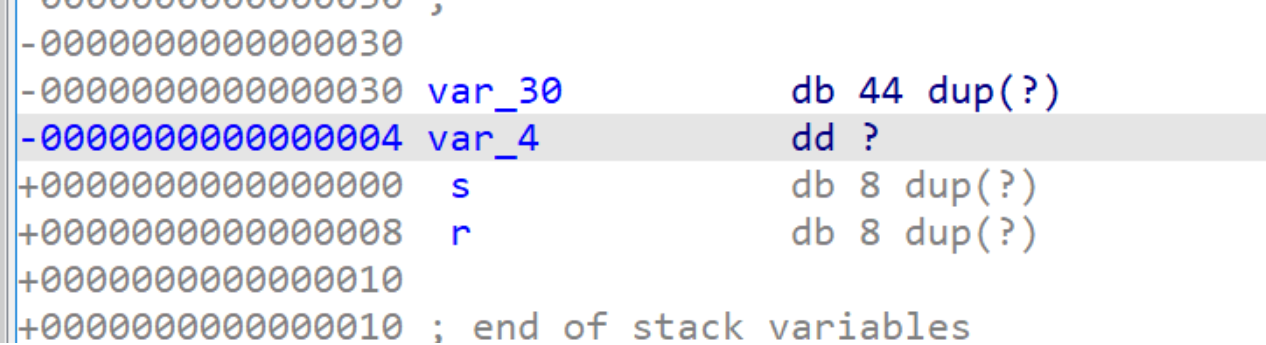 -0000000000000030 ;
-0000000000000030
-0000000000000030 var_30 db 44 dup(?)
-0000000000000004 var_4 dd ?
+0000000000000000 s db 8 dup(?)
+0000000000000008 r db 8 dup(?)
+0000000000000010
+0000000000000010 ; end of stack variables